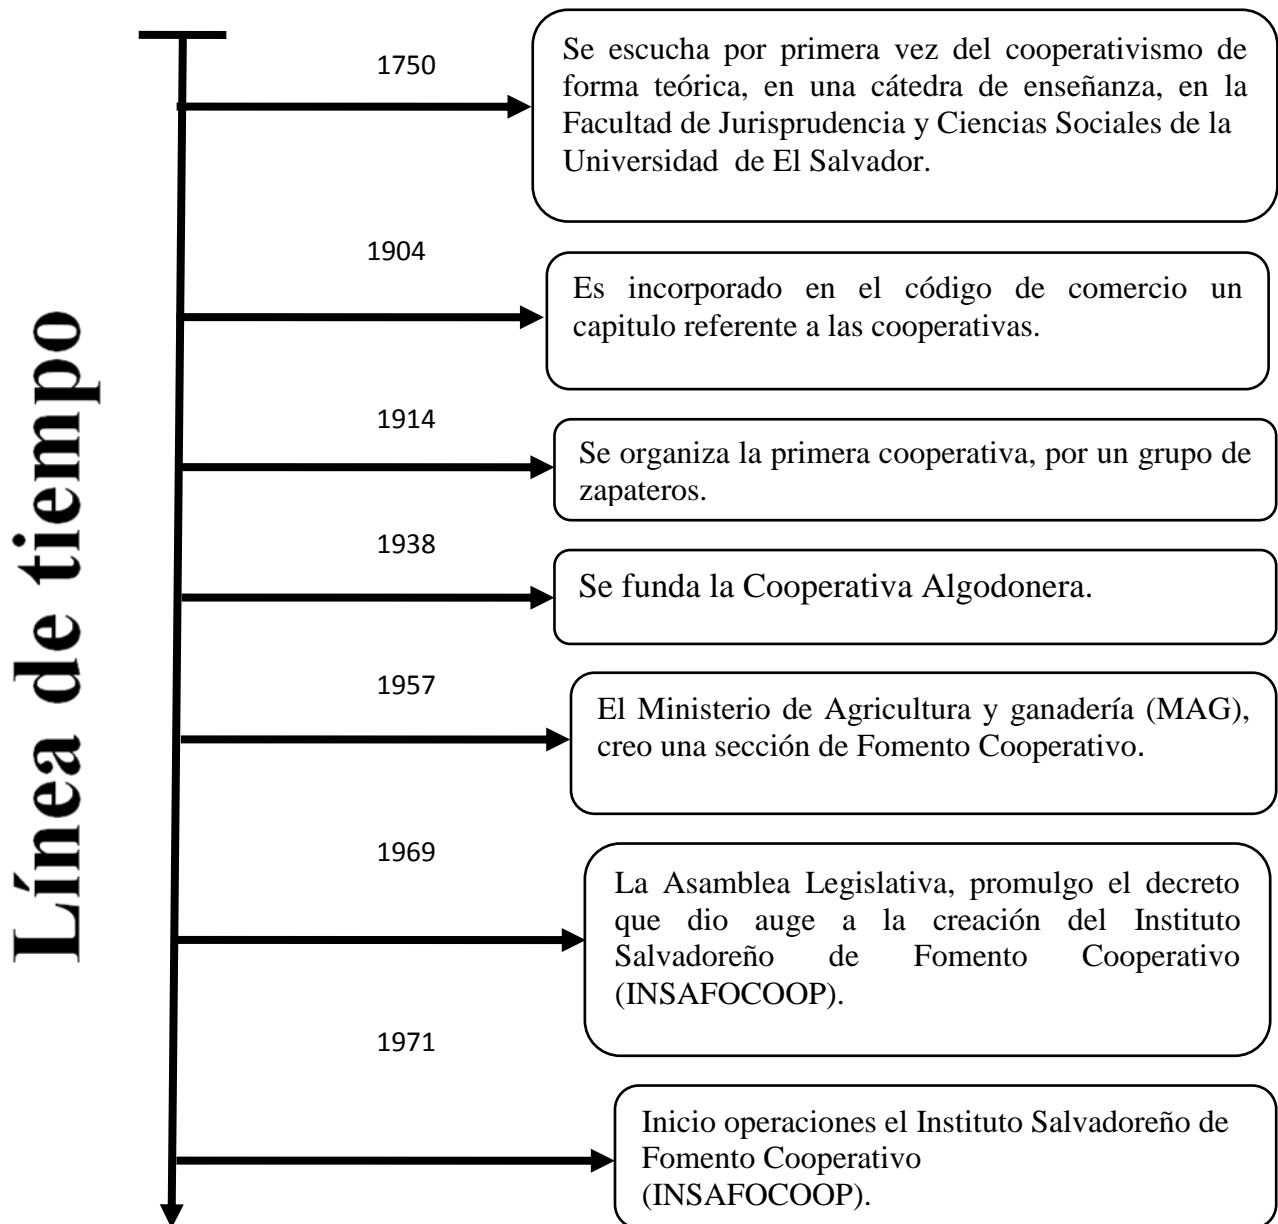 Línea de tiempo
1750
Se escucha por primera vez del cooperativismo de
forma teórica, en una cátedra de enseñanza, en la
Facultad de Jurisprudencia y Ciencias Sociales de la
Universidad de El Salvador.
1904
Es incorporado en el código de comercio un
capitulo referente a las cooperativas.
1914
Se organiza la primera cooperativa, por un grupo de
zapateros.
1938
Se funda la Cooperativa Algodonera.
1957
El Ministerio de Agricultura y ganadería (MAG),
creo una sección de Fomento Cooperativo.
1969
La Asamblea Legislativa, promulgo el decreto
que dio auge a la creación del Instituto
Salvadoreño de Fomento Cooperativo
(INSAFOCOOP).
1971
Inicio operaciones el Instituto Salvadoreño de
Fomento Cooperativo
(INSAFOCOOP).